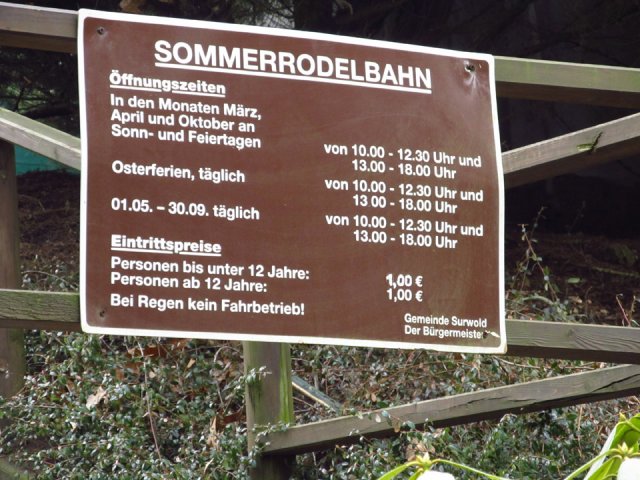 SOMMERRODELBAHN
Öffnungszeiten
In den Monaten März,
April und Oktober an
Sonn- und Feiertagen von 10.00 - 12.30 Uhr und
13.00 - 18.00 Uhr
Osterferien, täglich von 10.00 - 12.30 Uhr und
13 00 - 18.00 Uhr
01.05. – 30.09. täglich von 10.00 - 12.30 Uhr und
13.00 - 18.00 Uhr
Eintrittspreise
Personen bis unter 12 Jahre: 1,00 €
Personen ab 12 Jahre: 1,00 €
Bei Regen kein Fahrbetrieb!
Gemeinde Surwold
Der Bürgermeister